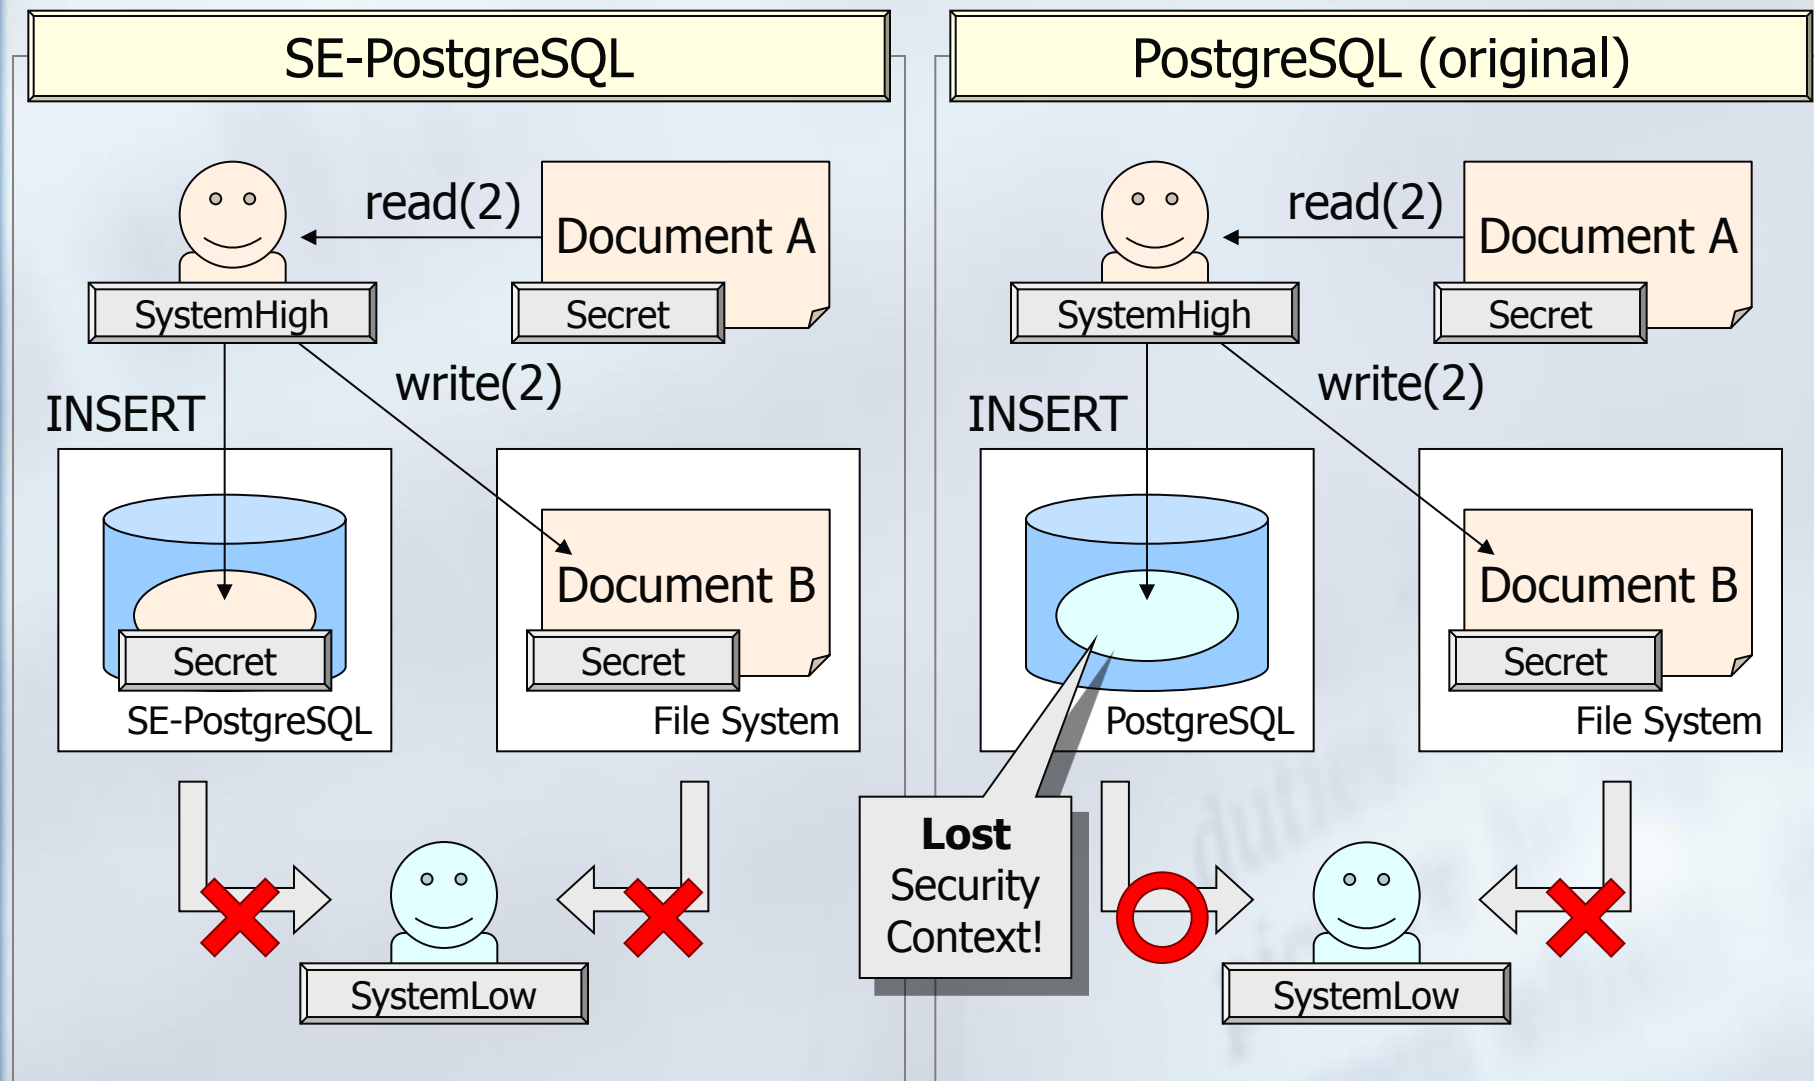 SE-PostgreSQL
read(2)
Document A
SystemHigh
Secret
write(2)
INSERT
Document B
Secret
Secret
SE-PostgreSQL
File System
SystemLow
PostgreSQL (original)
read(2)
Document A
SystemHigh
Secret
write(2)
INSERT
Document B
Secret
PostgreSQL
File System
Lost
Security
Context!
SystemLow